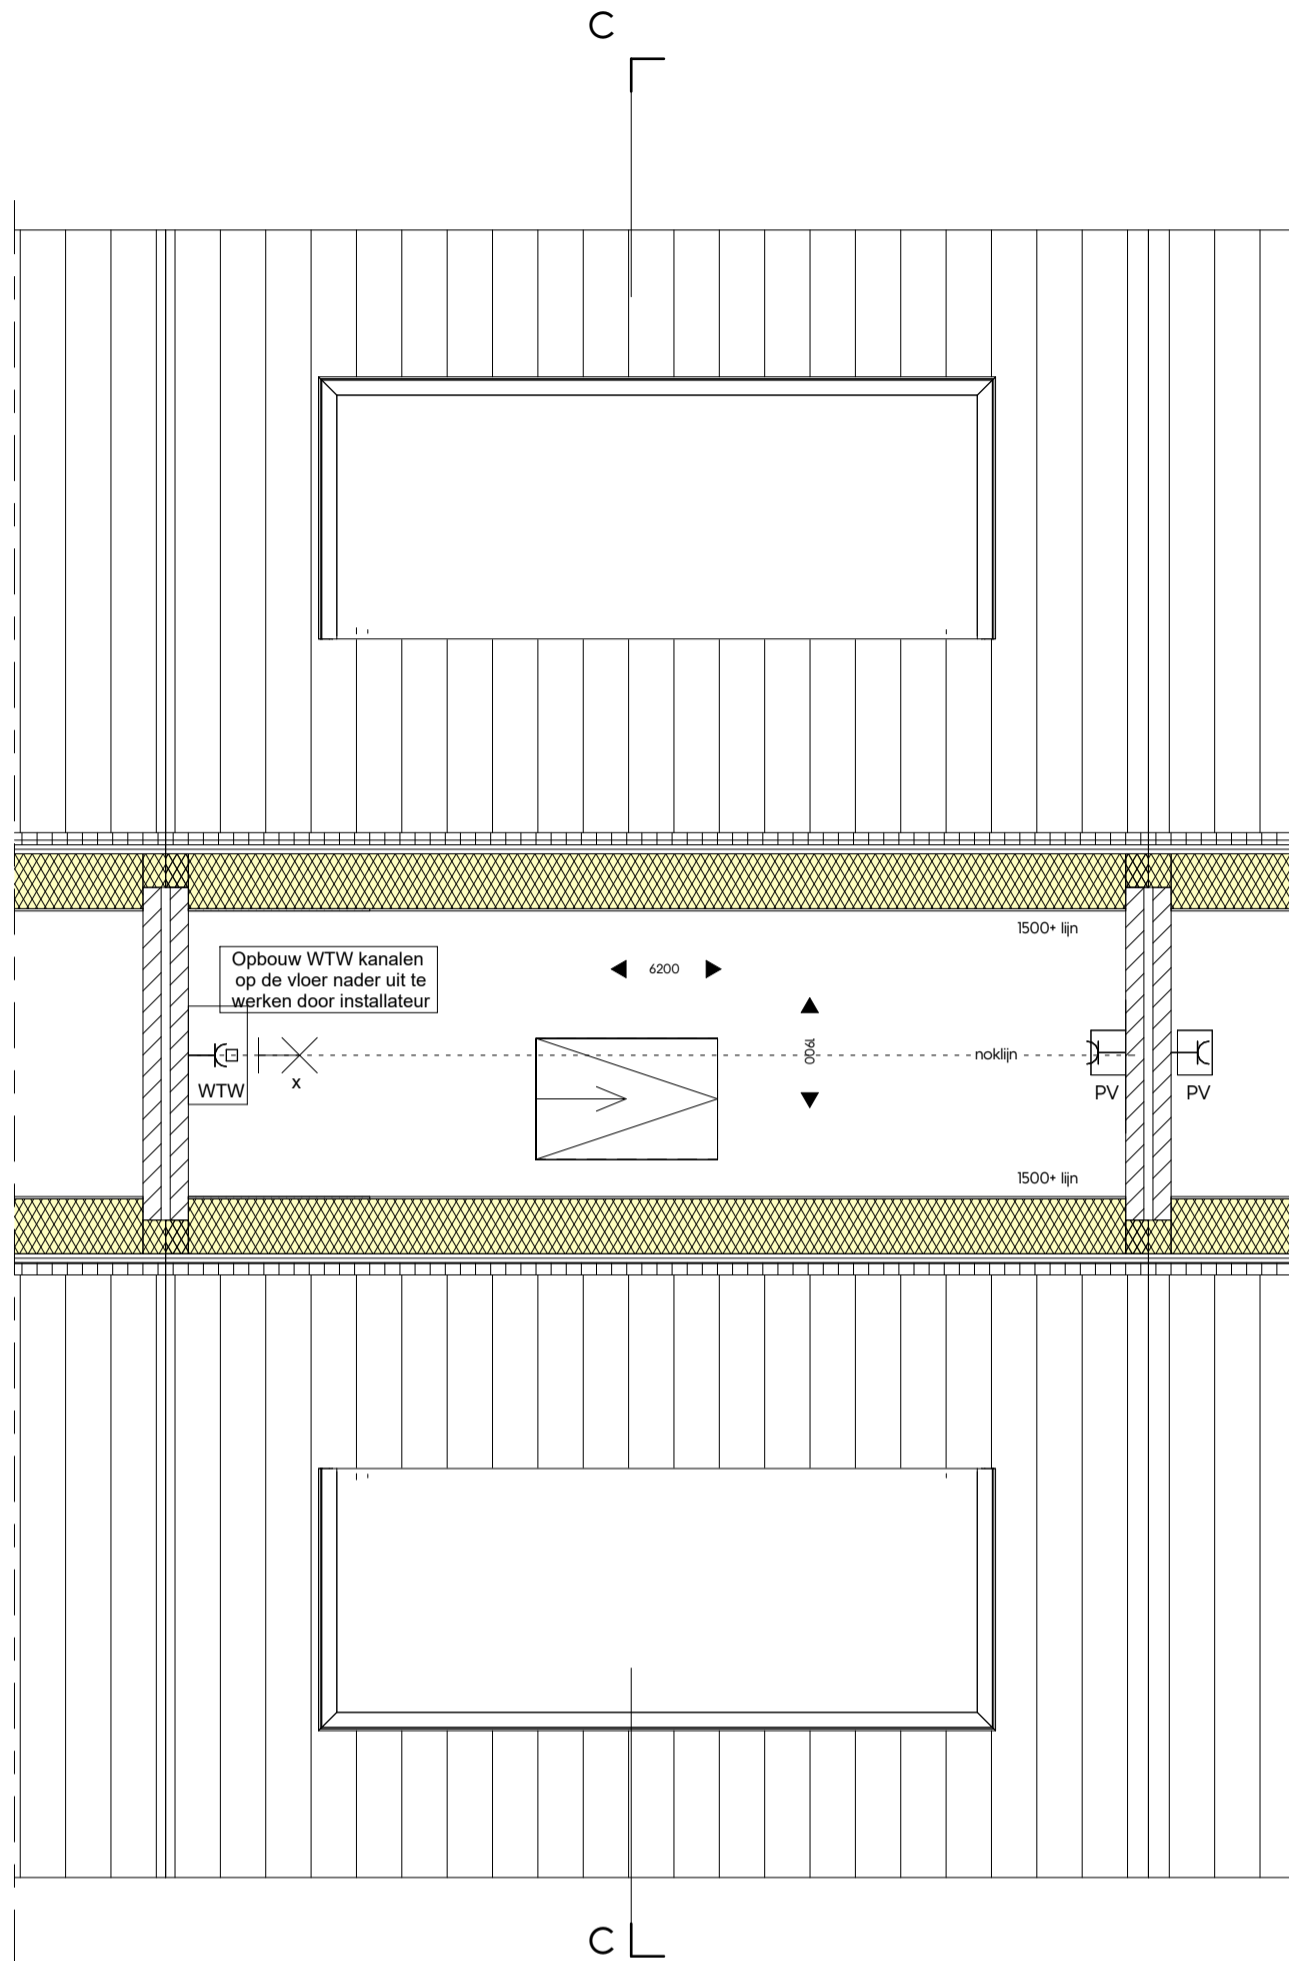 C
1500+ lijn
Opbouw WTW kanalen
op de vloer nader uit te
werken door installateur
6200
1900
noklijn
WTW
x
PV
PV
1500+ lijn
C